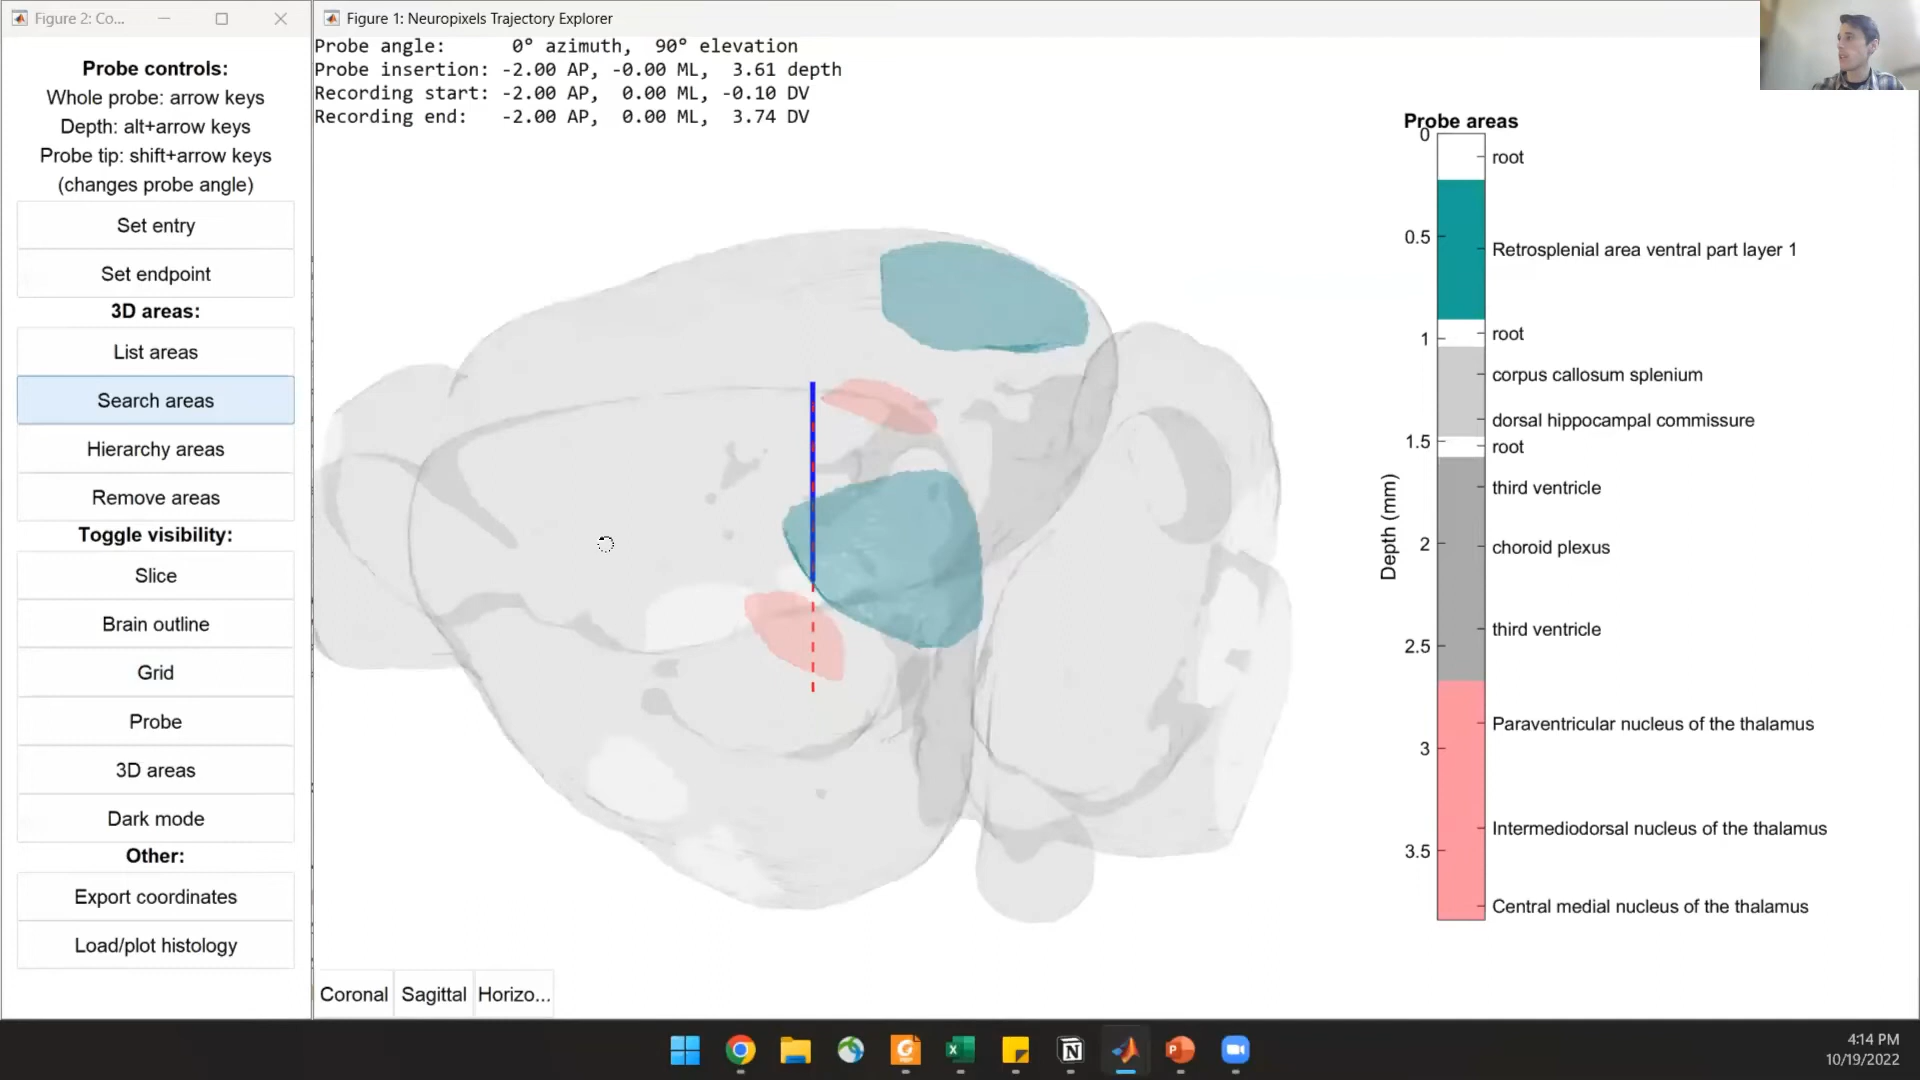 Figure 2: Co...
Probe controls:
Whole probe: arrow keys
Depth: alt+arrow keys
Probe tip: shift+arrow keys
(changes probe angle)
Set entry
Set endpoint
3D areas:
List areas
Search areas
Hierarchy areas
Remove areas
Toggle visibility:
Slice
Brain outline
Grid
Probe
3D areas
Dark mode
Other:
Export coordinates
Load/plot histology
Figure 1: Neuropixels Trajectory Explorer
Probe angle: 0° azimuth, 90° elevation
Probe insertion: -2.00 AP, -0.00 ML, 3.61 depth
Recording start: -2.00 AP, 0.00 ML, -0.10 DV
Recording end: -2.00 AP, 0.00 ML, 3.74 DV
Coronal
Sagittal
Horizo...
Probe areas
Depth (mm)
0
0.5
1
1.5
2
2.5
3
3.5
root
Retrosplenial area ventral part layer 1
root
corpus callosum splenium
dorsal hippocampal commissure
root
third ventricle
choroid plexus
third ventricle
Paraventricular nucleus of the thalamus
Intermediodorsal nucleus of the thalamus
Central medial nucleus of the thalamus
4:14 PM
10/19/2022